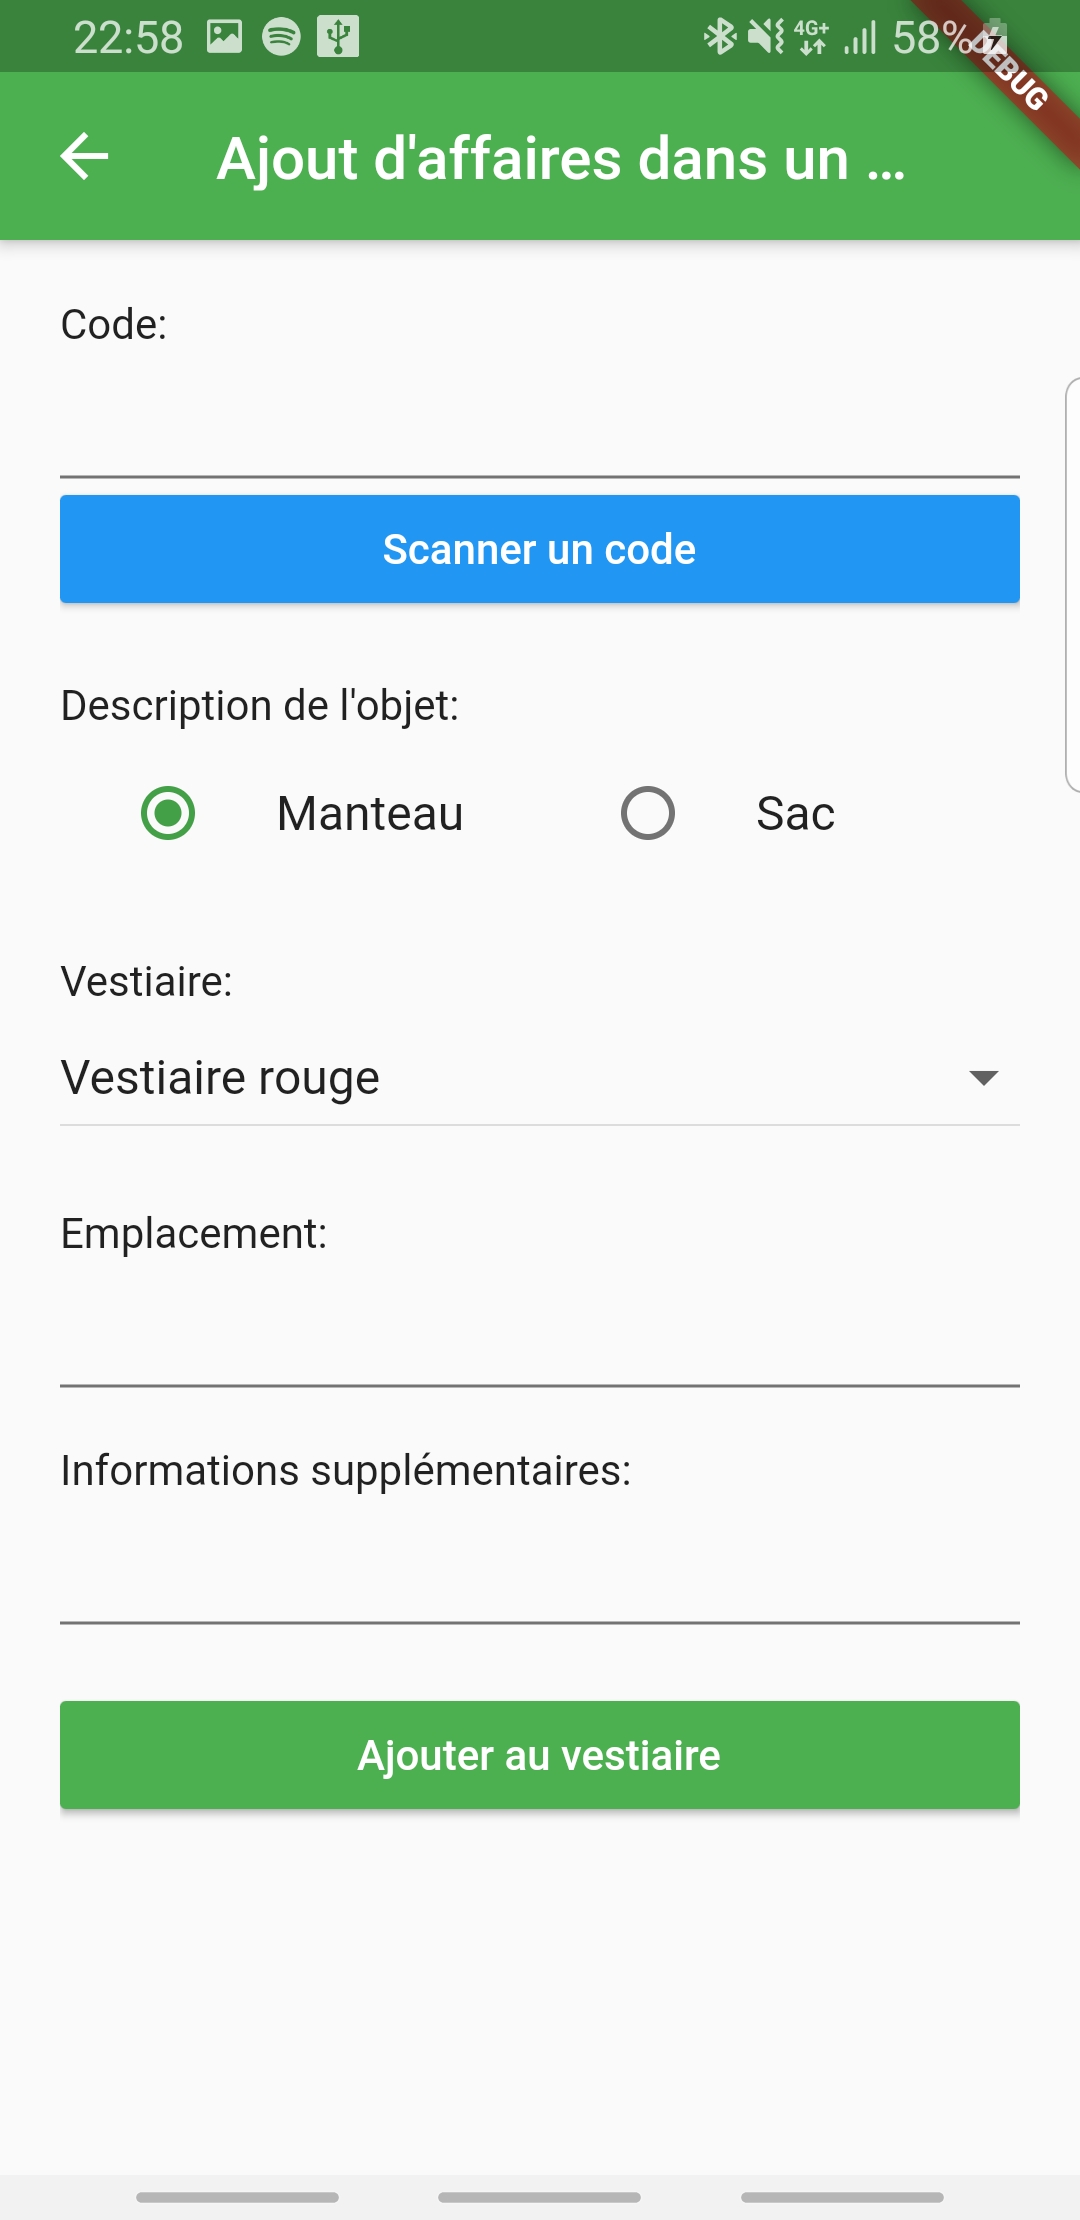 22:58
4G+
58%
DEBUG
Ajout d'affaires dans un ...
Code:
Scanner un code
Description de l'objet:
Manteau
Sac
Vestiaire:
Vestiaire rouge
Emplacement:
Informations supplémentaires:
Ajouter au vestiaire